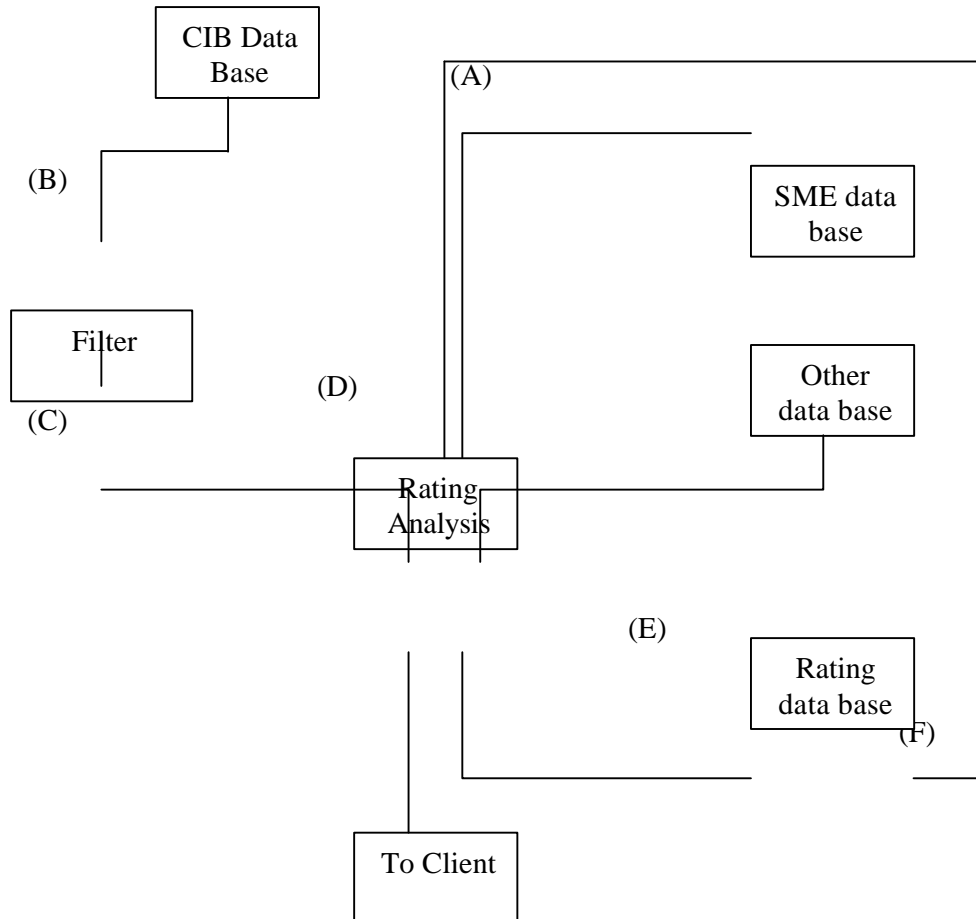 CIB Data
Base
(A)
(B)
SME data
base
Filter
Other
data base
(D)
(C)
Rating
Analysis
(E)
Rating
data base
(F)
To Client